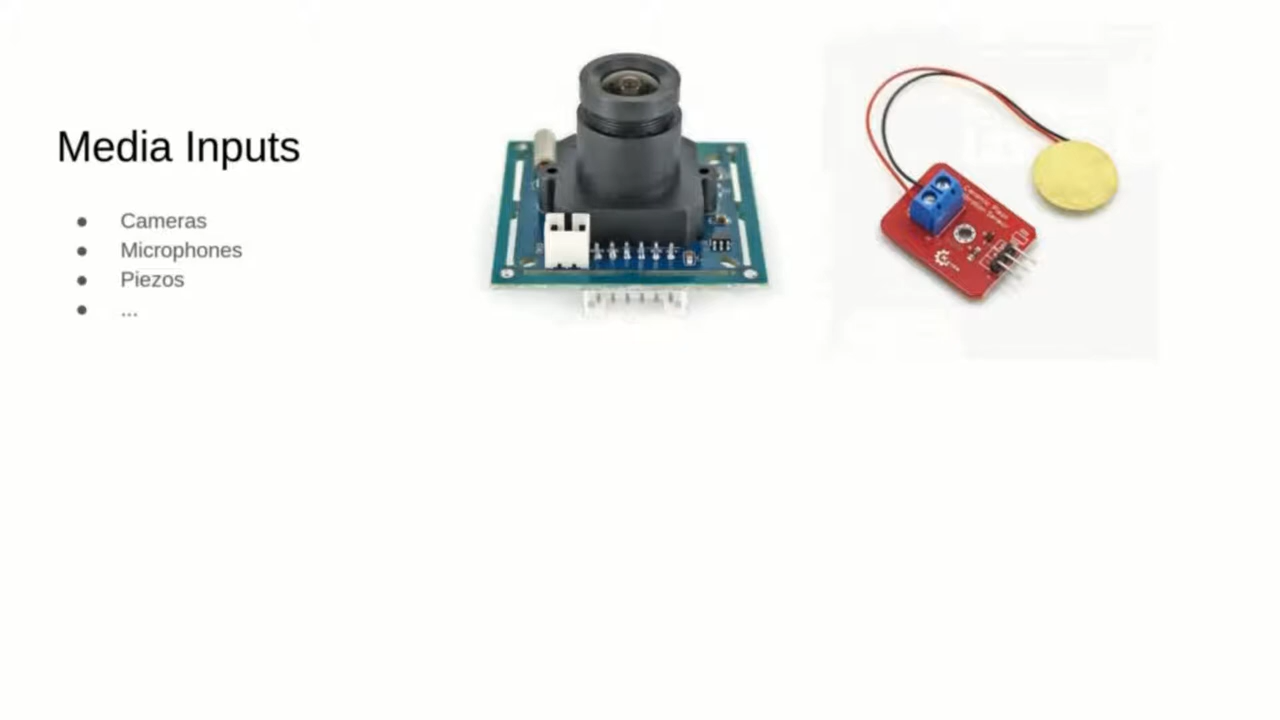 Media Inputs
● Cameras
● Microphones
● Piezos
● ...